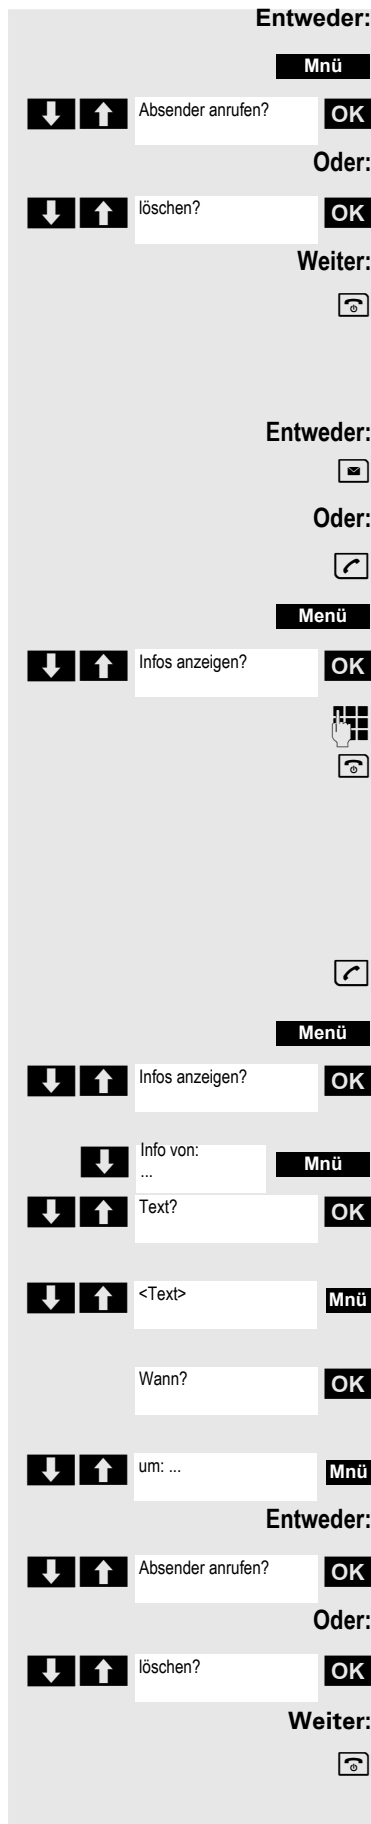 Entweder:
Mnü
Absender anrufen? OK
Oder:
löschen? OK
Weiter:
Entweder:
Oder:
Menü
Infos anzeigen? OK
Menü
Infos anzeigen? OK
Info von:
... Mnü
Text? OK
<Text> Mnü
Wann? OK
um: ... Mnü
Entweder:
Absender anrufen? OK
Oder:
löschen? OK
Weiter: